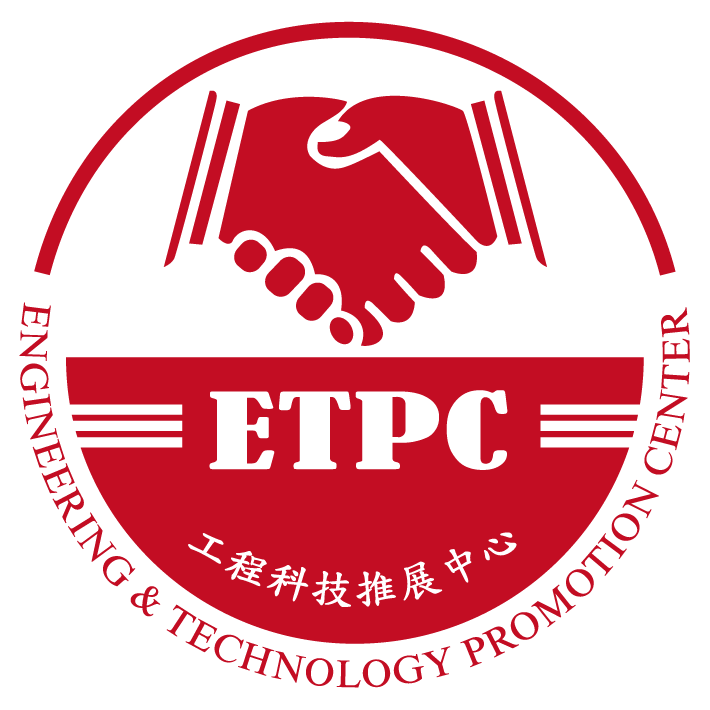 ETPC
工程科技推展中心
ENGINEERING & TECHNOLOGY PROMOTION CENTER